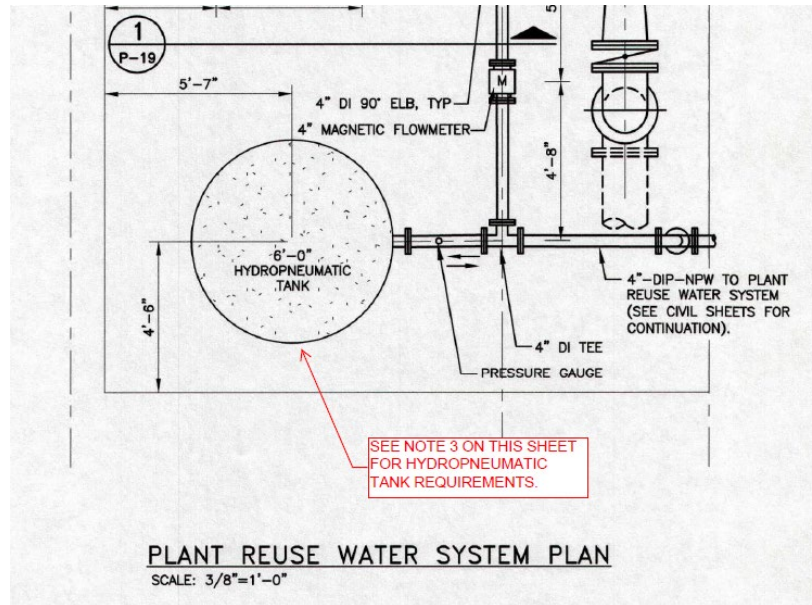 1
P-19
5'-7"
5
4" DI 90° ELB, TYP
4" MAGNETIC FLOWMETER
M
4'-8"
6'-0"
HYDROPNEUMATIC
TANK
4'-6"
4"-DIP-NPW TO PLANT
REUSE WATER SYSTEM
(SEE CIVIL SHEETS FOR
CONTINUATION).
4" DI TEE
PRESSURE GAUGE
SEE NOTE 3 ON THIS SHEET
FOR HYDROPNEUMATIC
TANK REQUIREMENTS.
PLANT REUSE WATER SYSTEM PLAN
SCALE: 3/8"=1'-0"